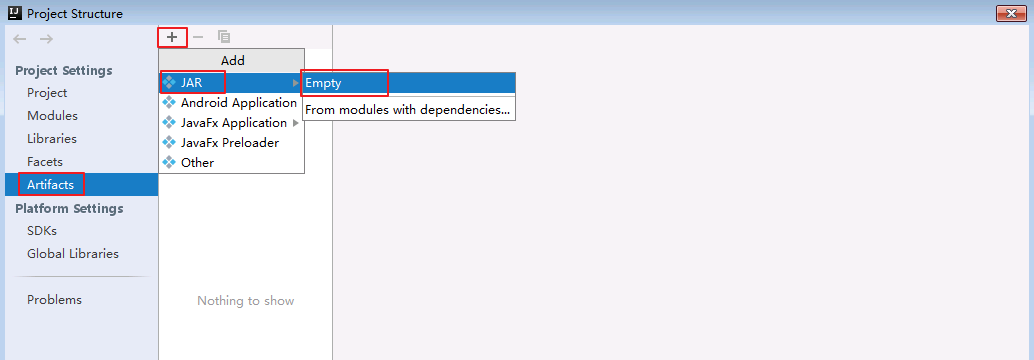 IJ Project Structure
Project Settings
Project
Modules
Libraries
Facets
Artifacts
Platform Settings
SDKs
Global Libraries
Problems
Add
JAR
Android Application
JavaFx Application
JavaFx Preloader
Other
Empty
From modules with dependencies...
Nothing to show